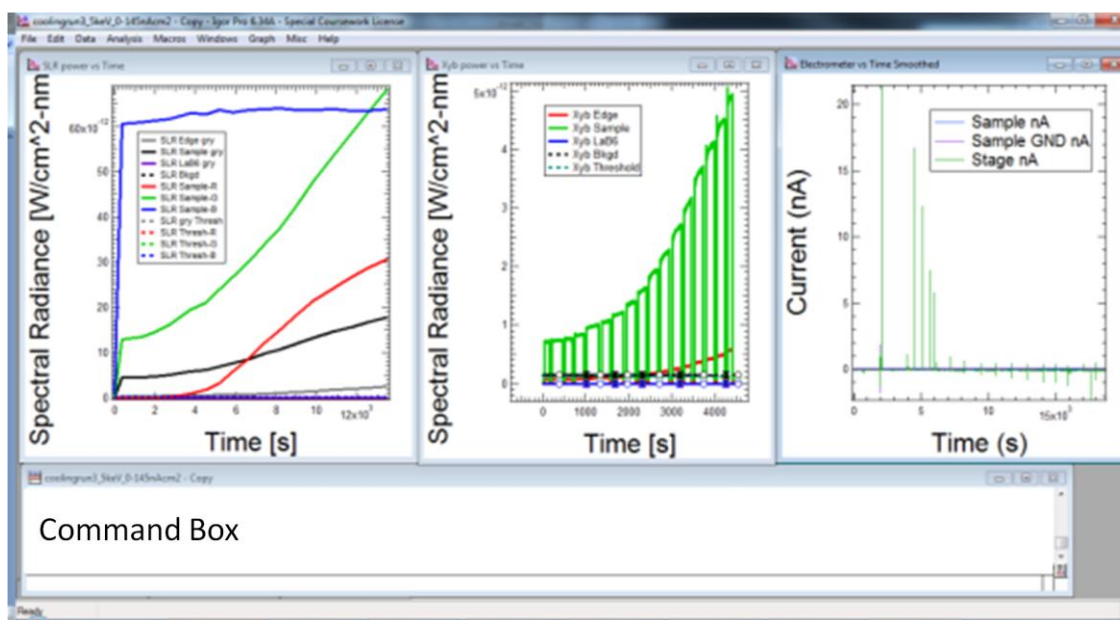 coolingrun3_5keV_0-145nAcm2 - Copy - Igor Pro 6.34A - Special Coursework Licence
File Edit Data Analysis Macros Windows Graph Misc Help
SLR power vs Time
60x10^-12
50
40
30
20
10
0
Spectral Radiance [W/cm^2-nm
SLR Edge gry
SLR Sample gry
SLR LaB6 gry
SLR Bkgd
SLR Sample-R
SLR Sample-G
SLR Sample-B
SLR gry Thresh
SLR Thresh-R
SLR Thresh-G
SLR Thresh-B
0 2 4 6 8 10 12x10^3
Time [s]
Xyb power vs Time
5x10^-12
4
3
2
1
0
Spectral Radiance [W/cm^2-nm
Xyb Edge
Xyb Sample
Xyb LaB6
Xyb Bkgd
Xyb Threshold
0 1000 2000 3000 4000
Time [s]
Electrometer vs Time Smoothed
20
15
10
5
0
Current (nA)
Sample nA
Sample GND nA
Stage nA
0 5 10 15x10^3
Time (s)
coolingrun3_5keV_0-145nAcm2 - Copy
Command Box
Ready